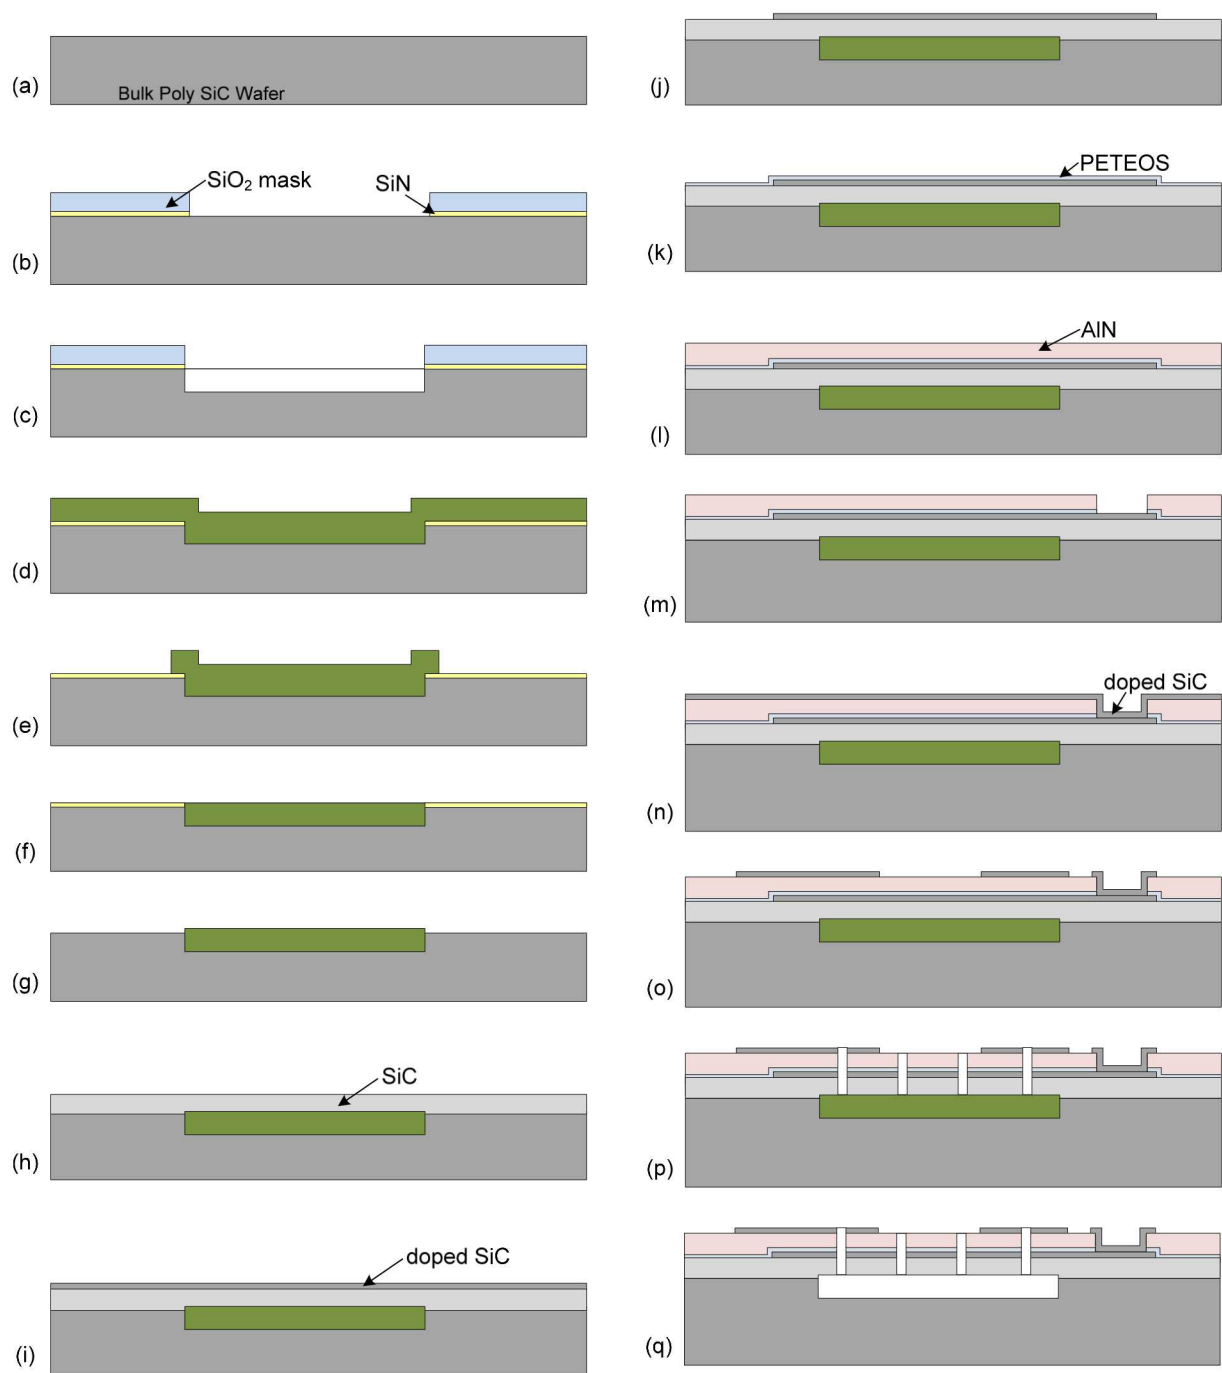 (a)
Bulk Poly SiC Wafer
SiO₂ mask
SiN
(b)
(c)
(d)
(e)
(f)
(g)
SiC
(h)
doped SiC
(i)
(j)
PETEOS
(k)
AlN
(l)
(m)
doped SiC
(n)
(o)
(p)
(q)